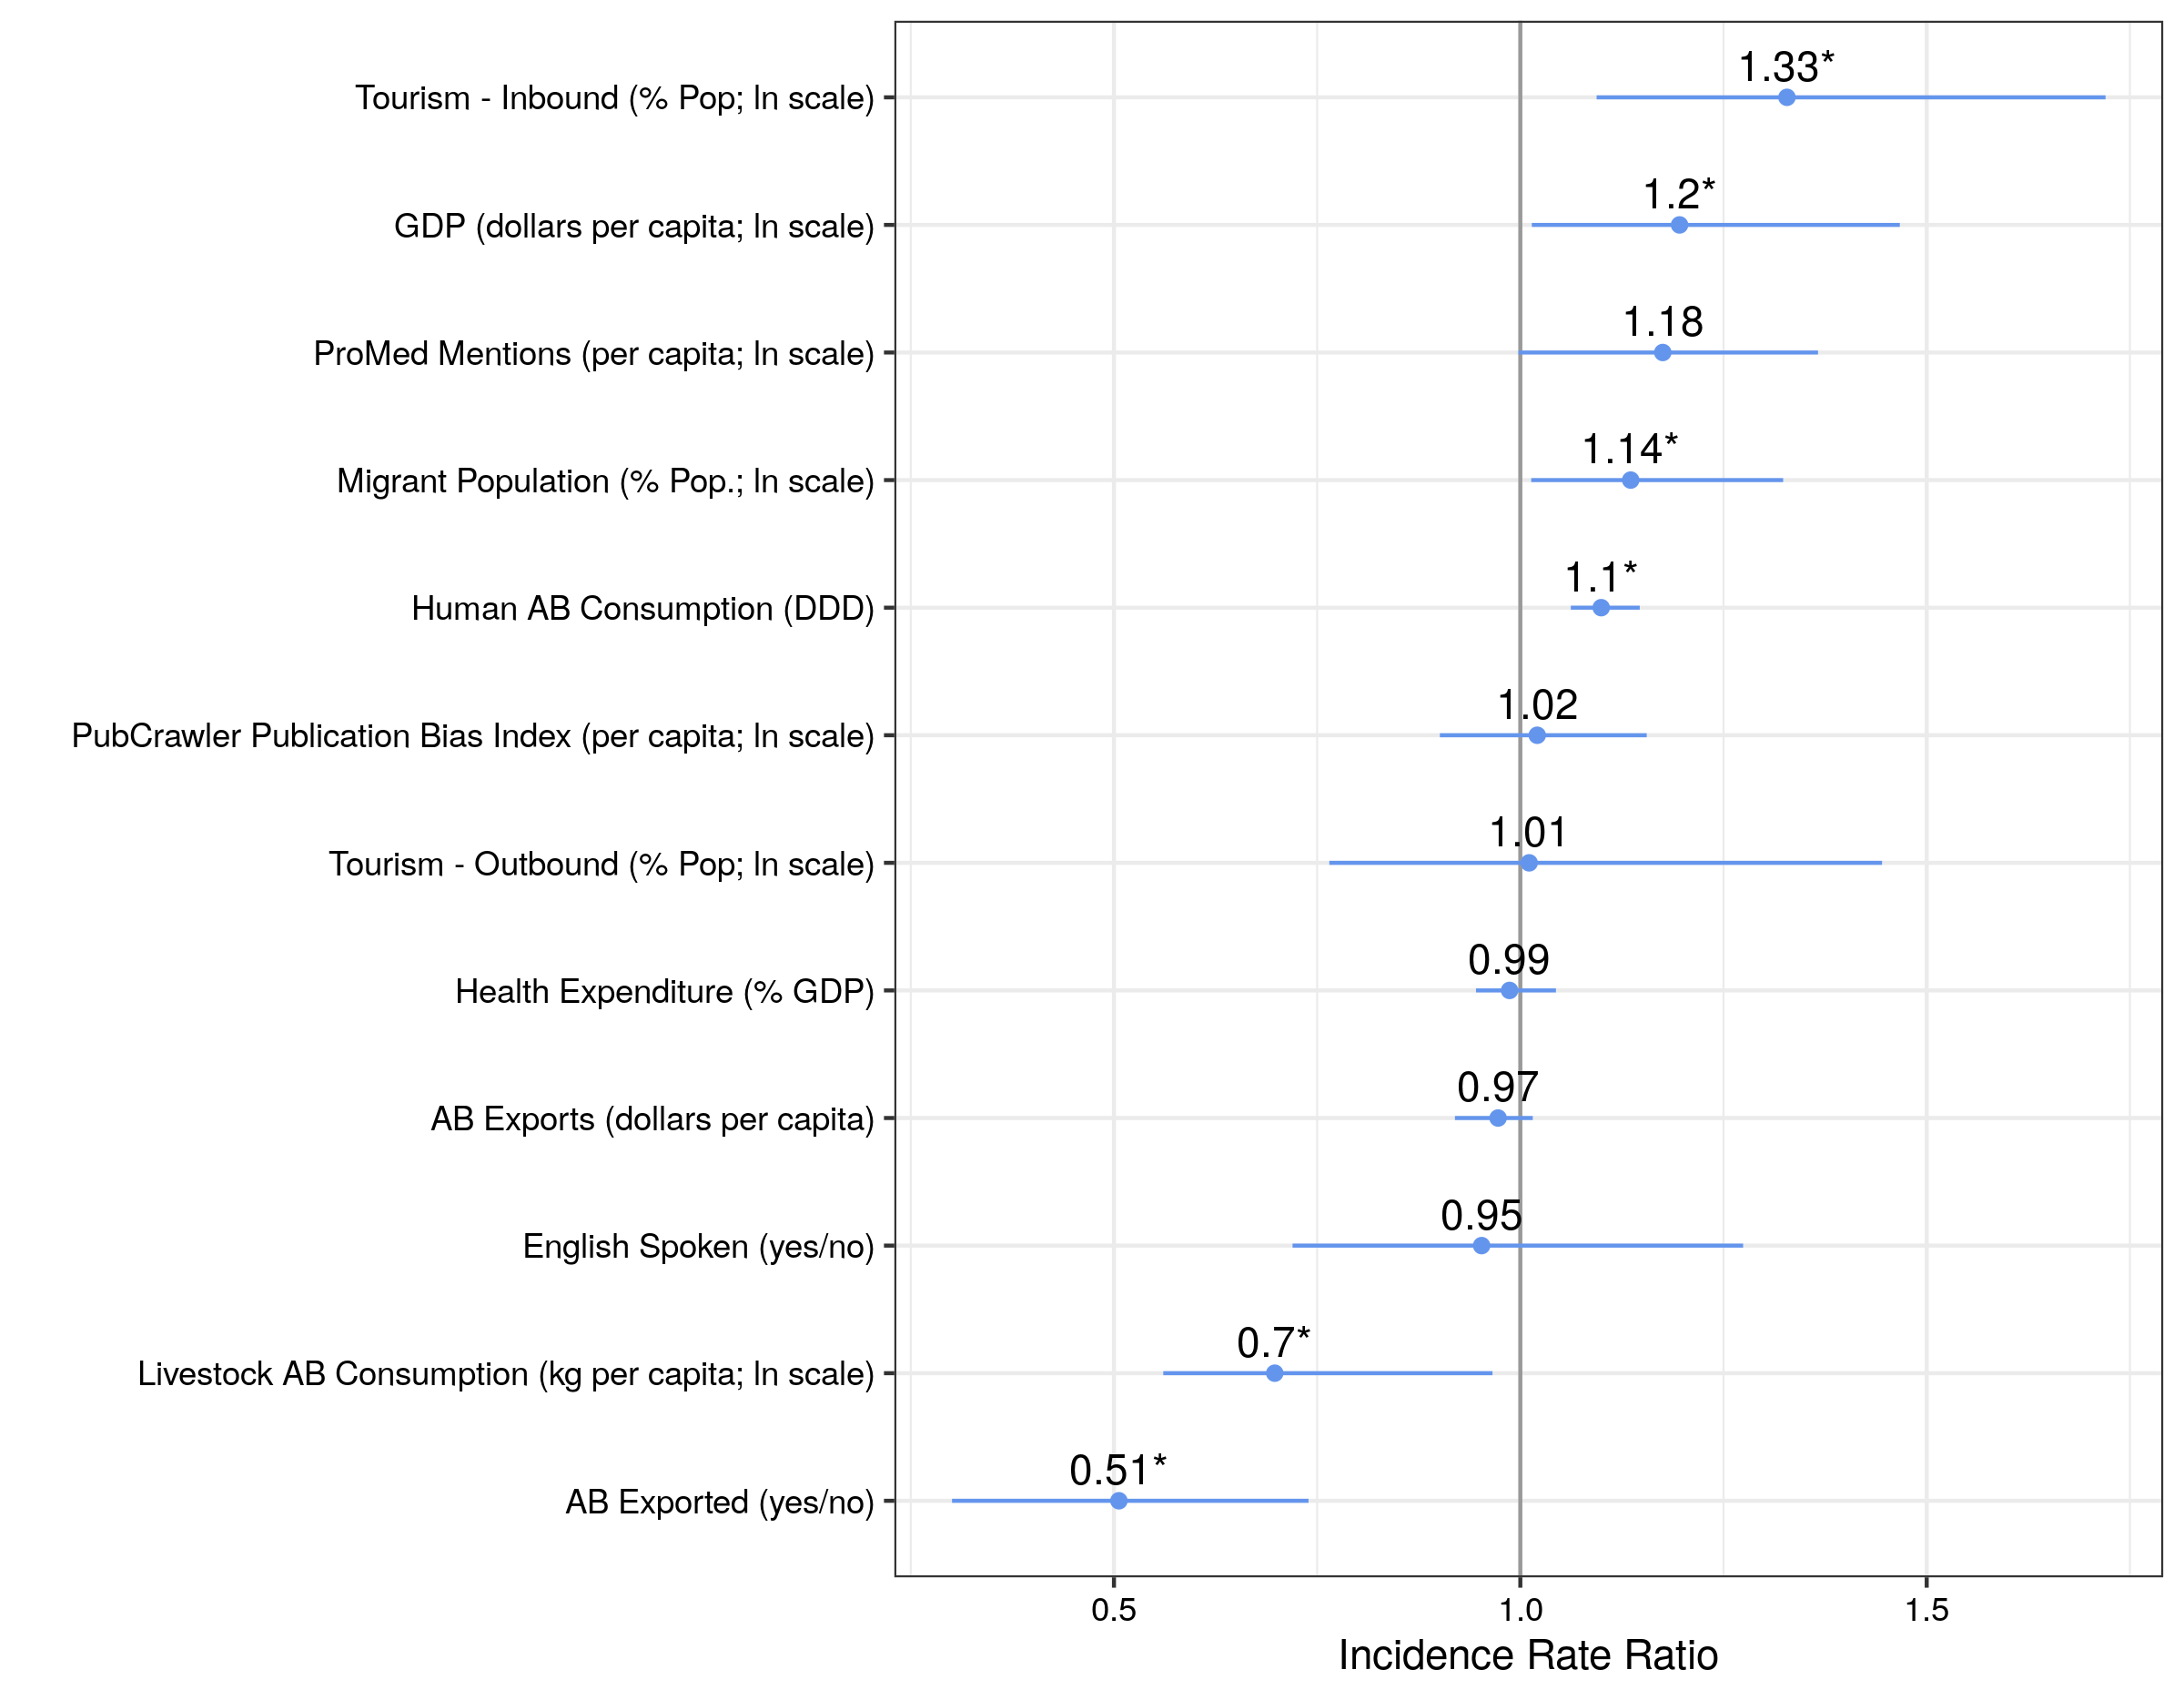 Tourism - Inbound (% Pop; ln scale) 1.33*
GDP (dollars per capita; ln scale) 1.2*
ProMed Mentions (per capita; ln scale) 1.18
Migrant Population (% Pop.; ln scale) 1.14*
Human AB Consumption (DDD) 1.1*
PubCrawler Publication Bias Index (per capita; ln scale) 1.02
Tourism - Outbound (% Pop; ln scale) 1.01
Health Expenditure (% GDP) 0.99
AB Exports (dollars per capita) 0.97
English Spoken (yes/no) 0.95
Livestock AB Consumption (kg per capita; ln scale) 0.7*
AB Exported (yes/no) 0.51*
0.5 1.0 1.5
Incidence Rate Ratio